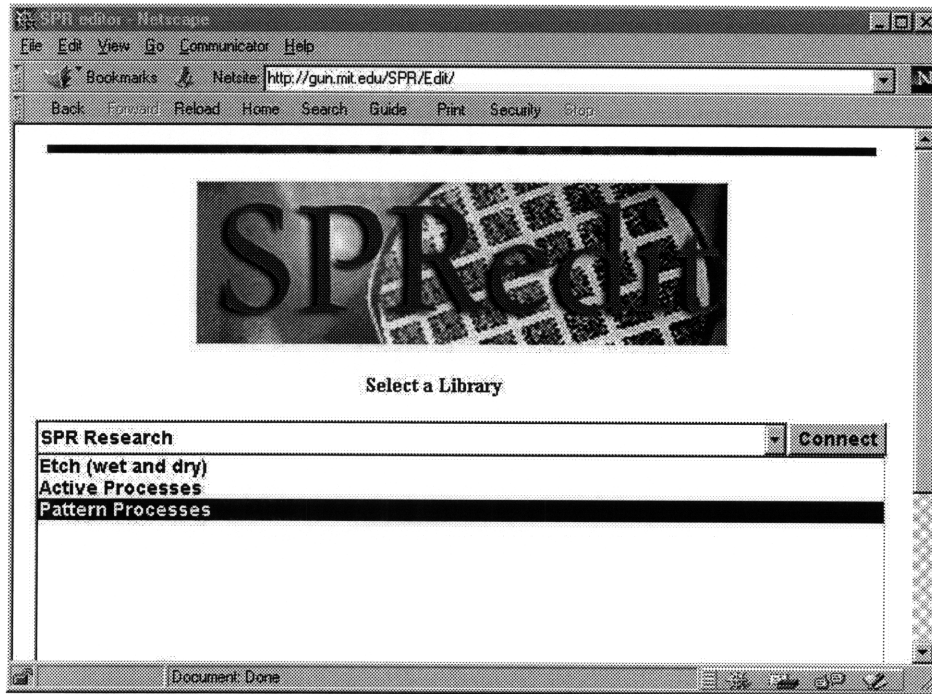 SPR editor - Netscape
File Edit View Go Communicator Help
Bookmarks Netsite: http://gun.mit.edu/SPR/Edit/
Back Forward Reload Home Search Guide Print Security Stop
SPRedit
Select a Library
SPR Research
Connect
Etch (wet and dry)
Active Processes
Pattern Processes
Document: Done